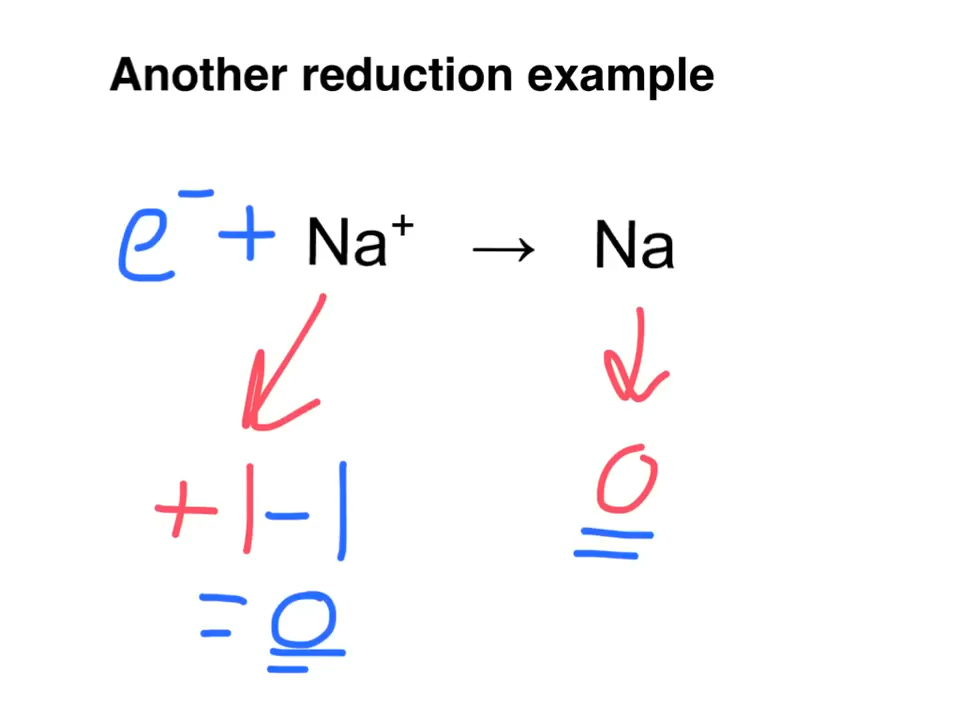 Another reduction example
e⁻ + Na⁺ → Na
+1-1 0
= 0